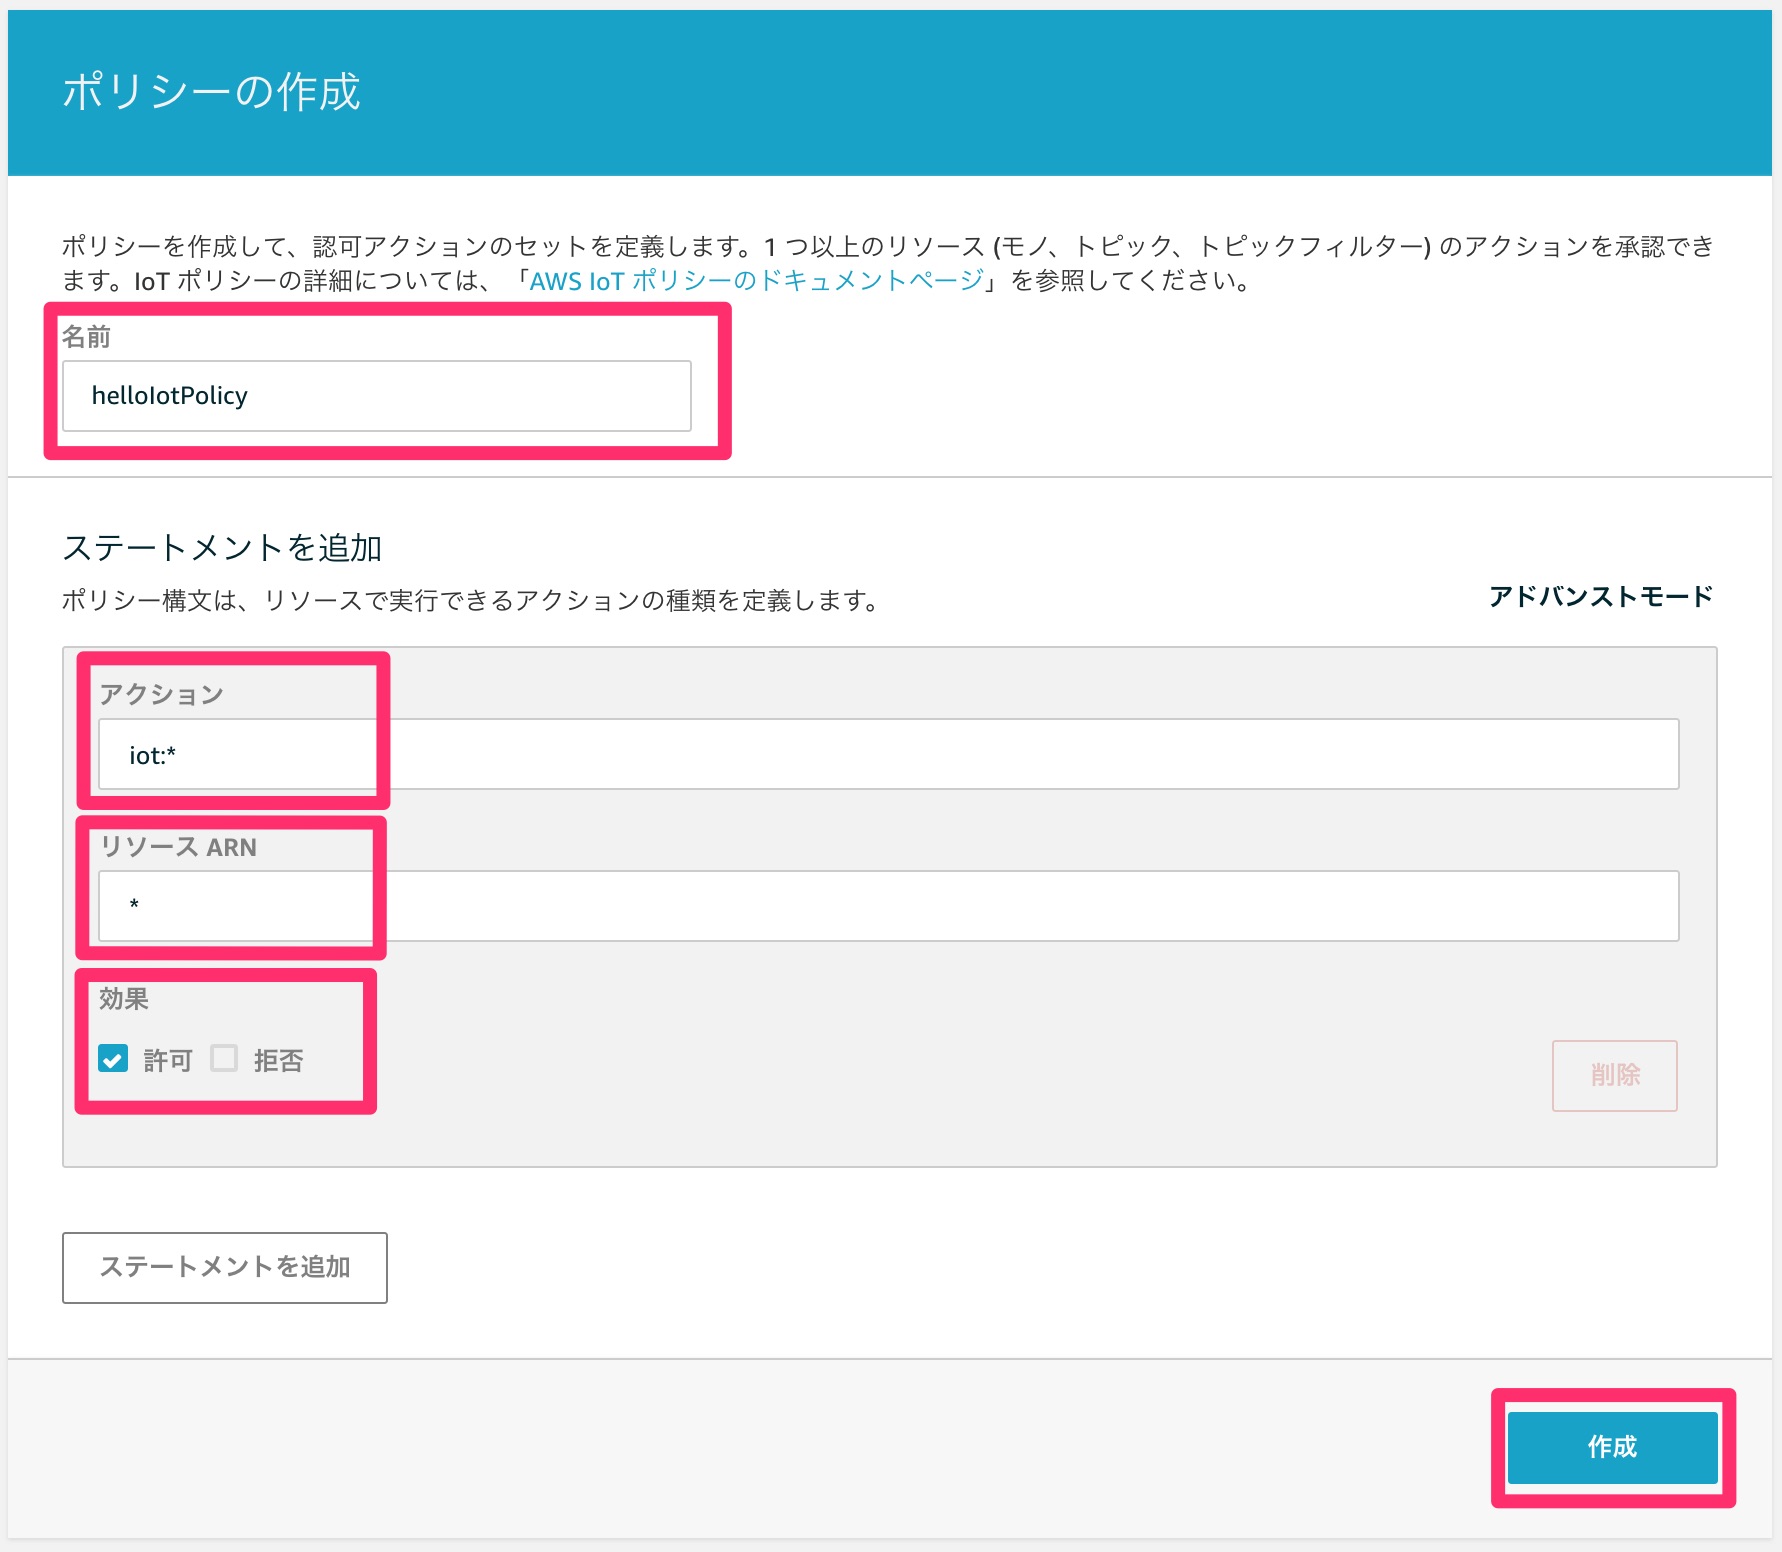 ポリシーの作成
ポリシーを作成して、認可アクションのセットを定義します。1 つ以上のリソース (モノ、トピック、トピックフィルター) のアクションを承認でき
ます。IoT ポリシーの詳細については、「AWS IoT ポリシーのドキュメントページ」を参照してください。
名前
helloIotPolicy
ステートメントを追加
ポリシー構文は、リソースで実行できるアクションの種類を定義します。
アドバンストモード
アクション
iot:*
リソース ARN
*
効果
許可 拒否
削除
ステートメントを追加
作成